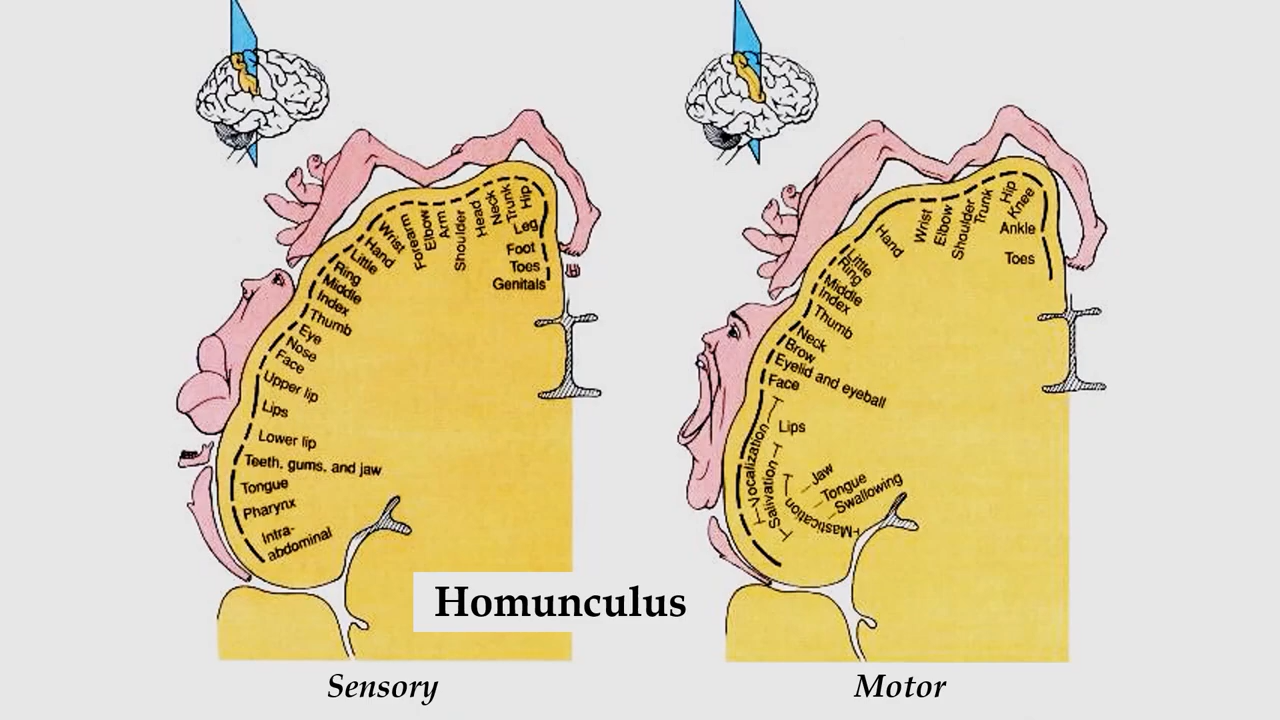 Hip
Trunk
Neck
Head
Shoulder
Arm
Elbow
Forearm
Wrist
Hand
Little
Ring
Middle
Index
Thumb
Eye
Nose
Face
Upper lip
Lips
Lower lip
Teeth, gums, and jaw
Tongue
Pharynx
Intra-
abdominal
Leg
Foot
Toes
Genitals
Hip
Knee
Trunk
Shoulder
Elbow
Wrist
Hand
Little
Ring
Middle
Index
Thumb
Neck
Brow
Eyelid and eyeball
Face
Lips
Vocalization
Salivation
Mastication
Jaw
Tongue
Swallowing
Ankle
Toes
Homunculus
Sensory
Motor